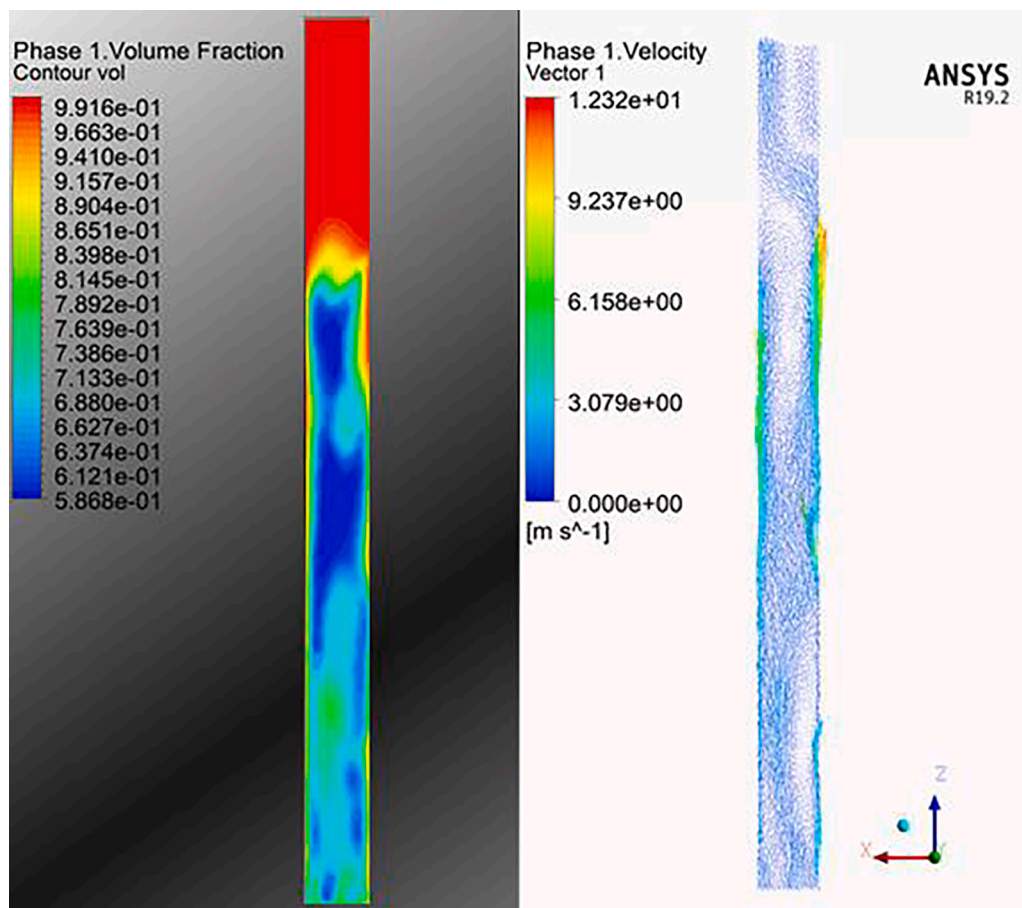 Phase 1.Volume Fraction
Contour vol
9.916e-01
9.663e-01
9.410e-01
9.157e-01
8.904e-01
8.651e-01
8.398e-01
8.145e-01
7.892e-01
7.639e-01
7.386e-01
7.133e-01
6.880e-01
6.627e-01
6.374e-01
6.121e-01
5.868e-01
Phase 1.Velocity
Vector 1
1.232e+01
9.237e+00
6.158e+00
3.079e+00
0.000e+00
[m s^-1]
ANSYS
R19.2
Z
X
Y